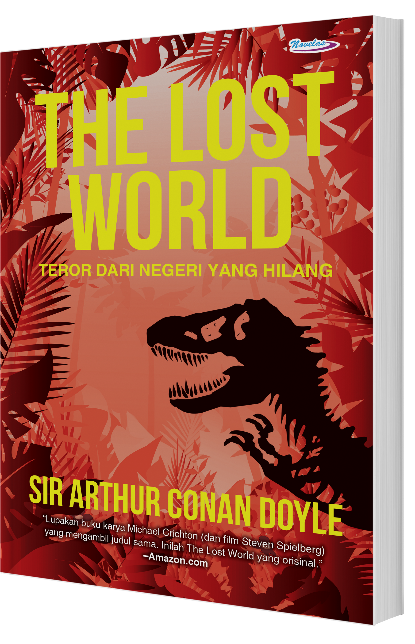 Novelas
THE LOST
WORLD
TEROR DARI NEGERI YANG HILANG
SIR ARTHUR CONAN DOYLE
"Lupakan buku karya Michael Crichton (dan film Steven Spielberg)
yang mengambil judul sama. Inilah The Lost World yang orisinal."
–Amazon.com